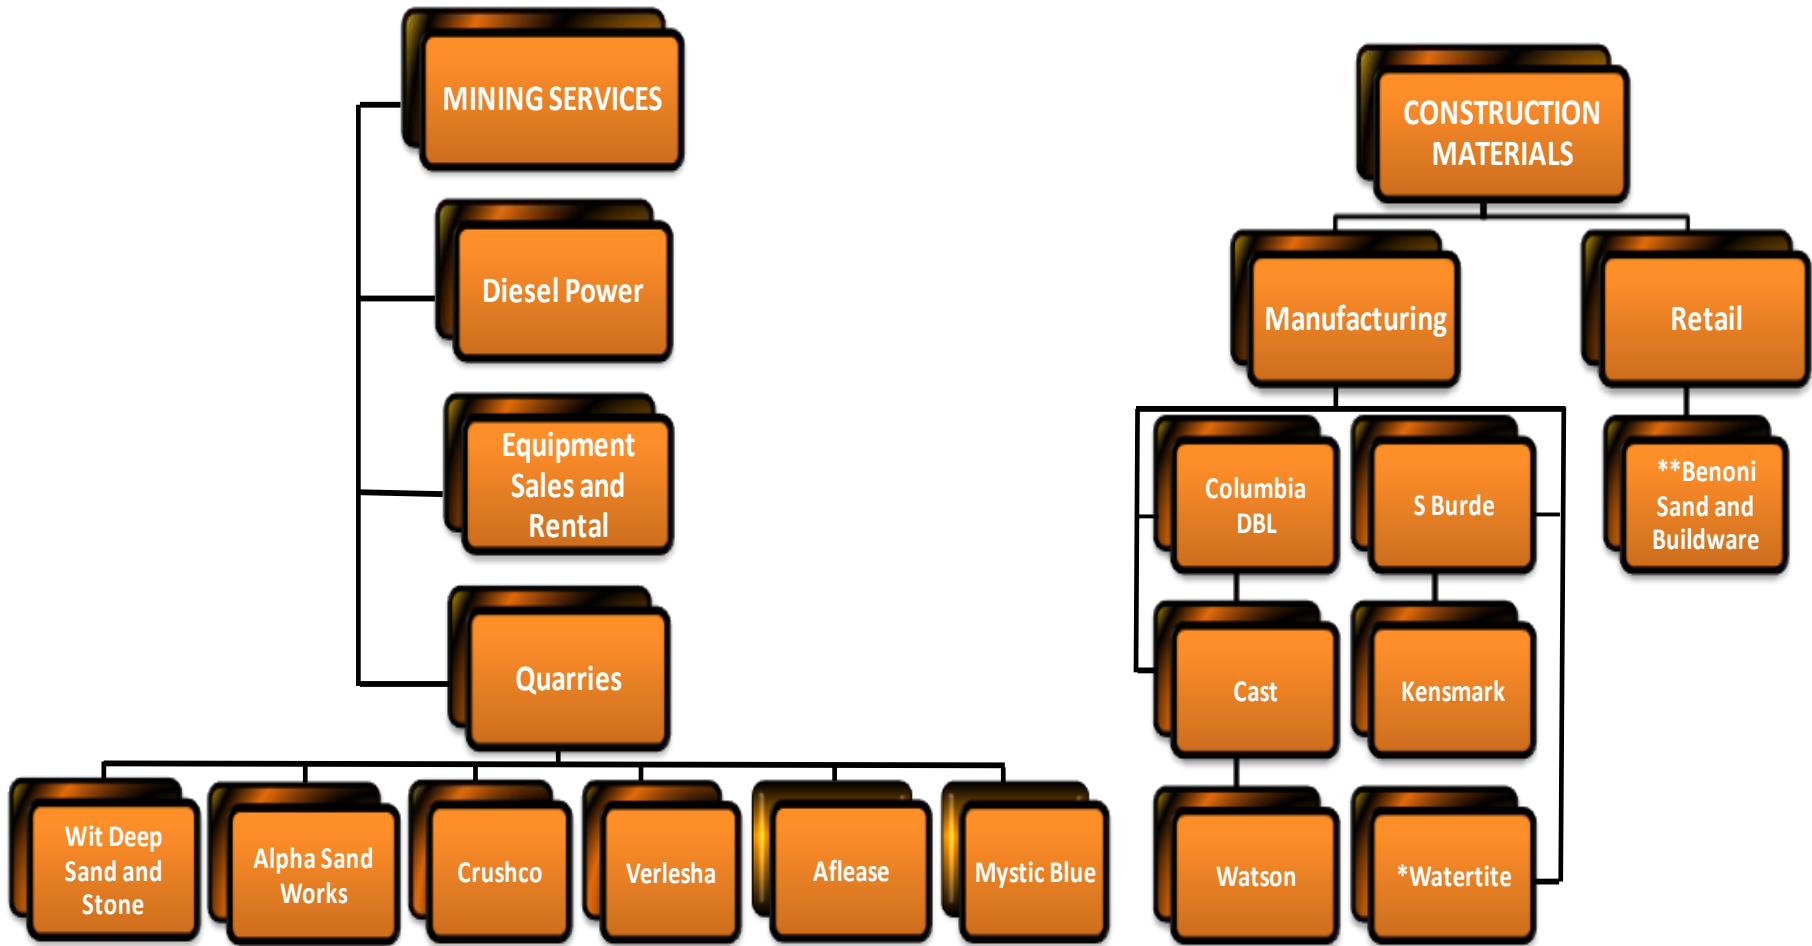 MINING SERVICES
Diesel Power
Equipment
Sales and
Rental
Quarries
Wit Deep
Sand and
Stone
Alpha Sand
Works
Crushco
Verlesha
Aflease
Mystic Blue
CONSTRUCTION
MATERIALS
Manufacturing
Retail
Columbia
DBL
S Burde
**Benoni
Sand and
Buildware
Cast
Kensmark
Watson
*Watertite